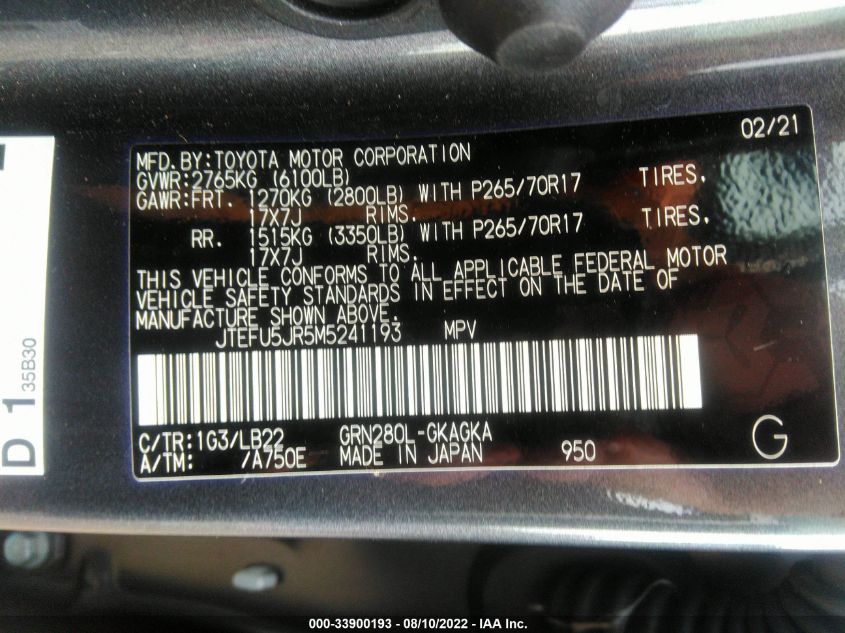 02/21
MFD.BY:TOYOTA MOTOR CORPORATION
GVWR:2765KG (6100LB)
GAWR:FRT. 1270KG (2800LB) WITH P265/70R17 TIRES,
17X7J RIMS.
RR. 1515KG (3350LB) WITH P265/70R17 TIRES,
17X7J RIMS.
THIS VEHICLE CONFORMS TO ALL APPLICABLE FEDERAL MOTOR
VEHICLE SAFETY STANDARDS IN EFFECT ON THE DATE OF
MANUFACTURE SHOWN ABOVE.
JTEFU5JR5M5241193 MPV
C/TR:1G3/LB22 GRN280L-GKAGKA
A/TM: /A750E MADE IN JAPAN 950
G
D 1 35B30
000-33900193 - 08/10/2022 - IAA Inc.